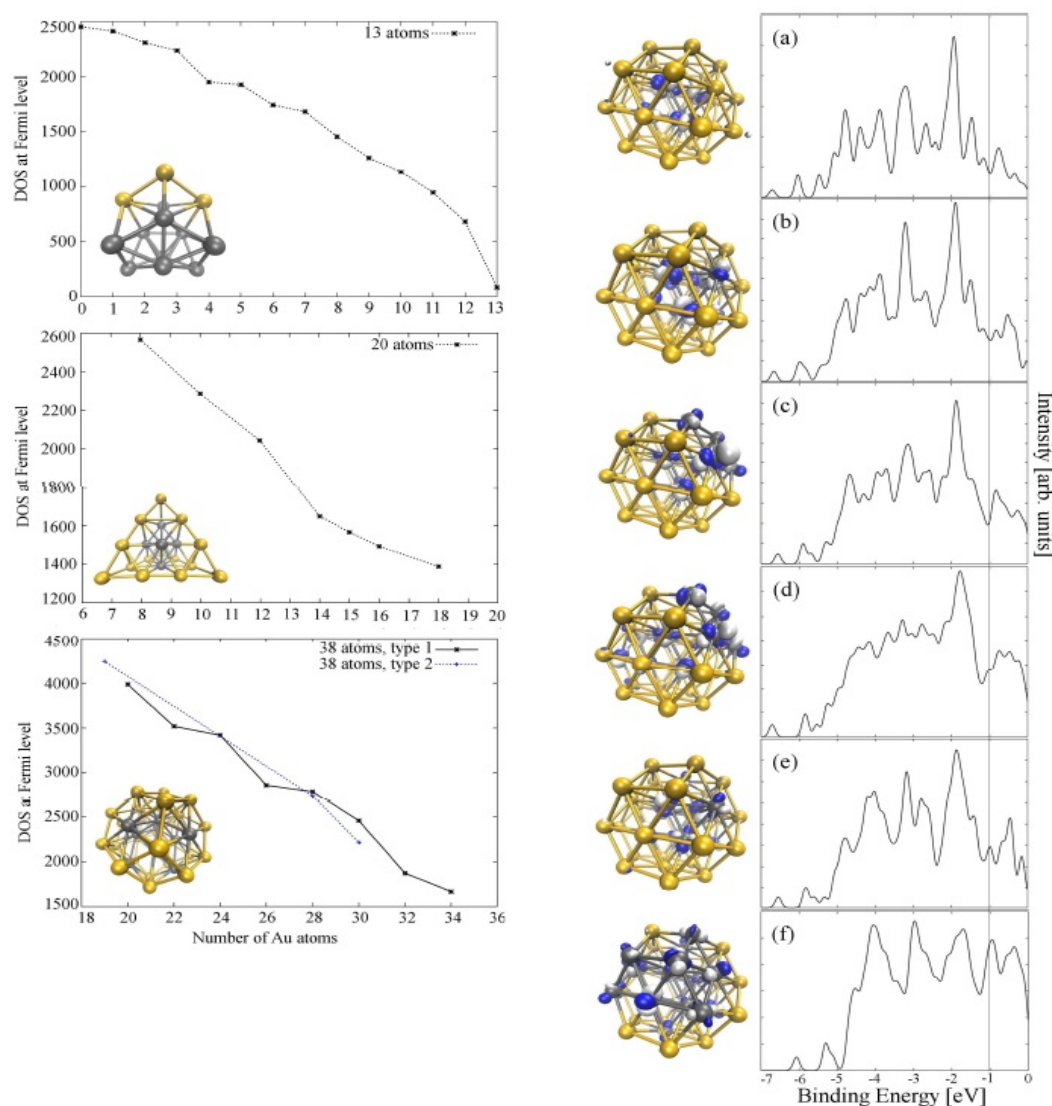 13 atoms
DOS at Fermi level
2500
2000
1500
1000
500
0
0 1 2 3 4 5 6 7 8 9 10 11 12 13
20 atoms
DOS at Fermi level
2600
2400
2200
2000
1800
1600
1400
1200
6 7 8 9 10 11 12 13 14 15 16 17 18 19 20
38 atoms, type 1
38 atoms, type 2
DOS a: Fermi level
4500
4000
3500
3000
2500
2000
1500
18 20 22 24 26 28 30 32 34 36
Number of Au atoms
(a)
(b)
(c)
(d)
(e)
(f)
Intensity [arb. units]
-7 -6 -5 -4 -3 -2 -1 0
Binding Energy [eV]